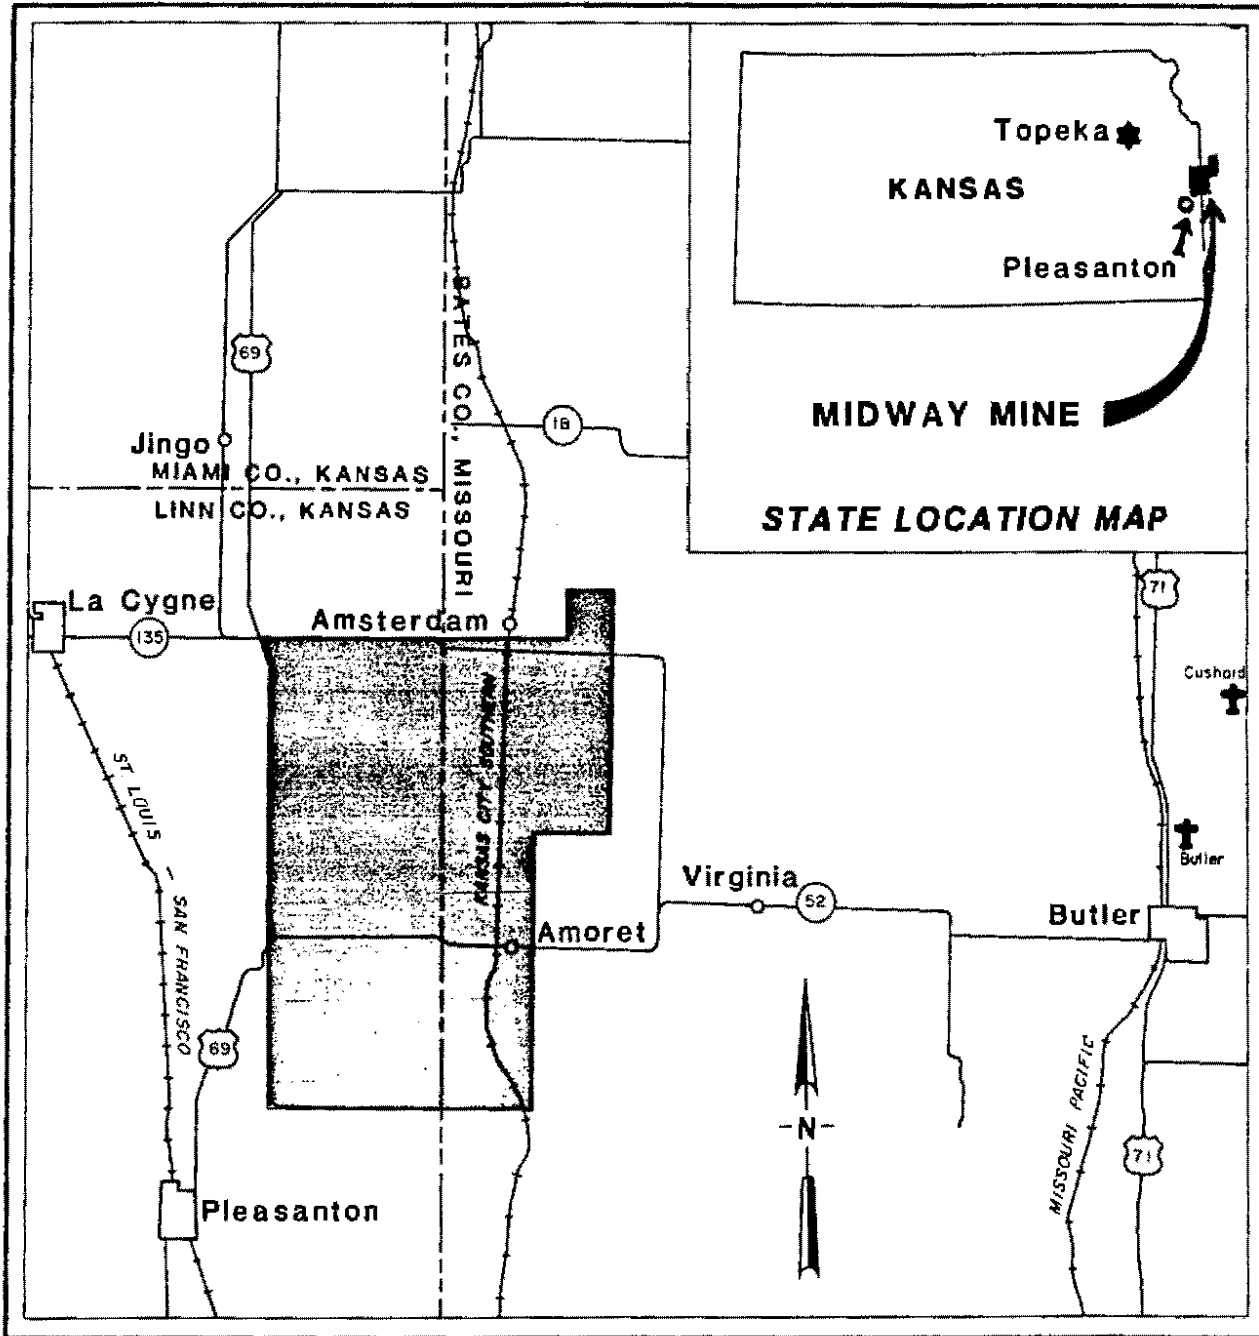 Topeka
KANSAS
Pleasanton
MIDWAY MINE
STATE LOCATION MAP
69
BATES CO., MISSOURI
18
Jingo
MIAMI CO., KANSAS
LINN CO., KANSAS
La Cygne
135
Amsterdam
71
Cushard
KANSAS CITY SOUTHERN
ST LOUIS - SAN FRANCISCO
Butler
Virginia
52
Butler
Amoret
69
N
MISSOURI PACIFIC
71
Pleasanton